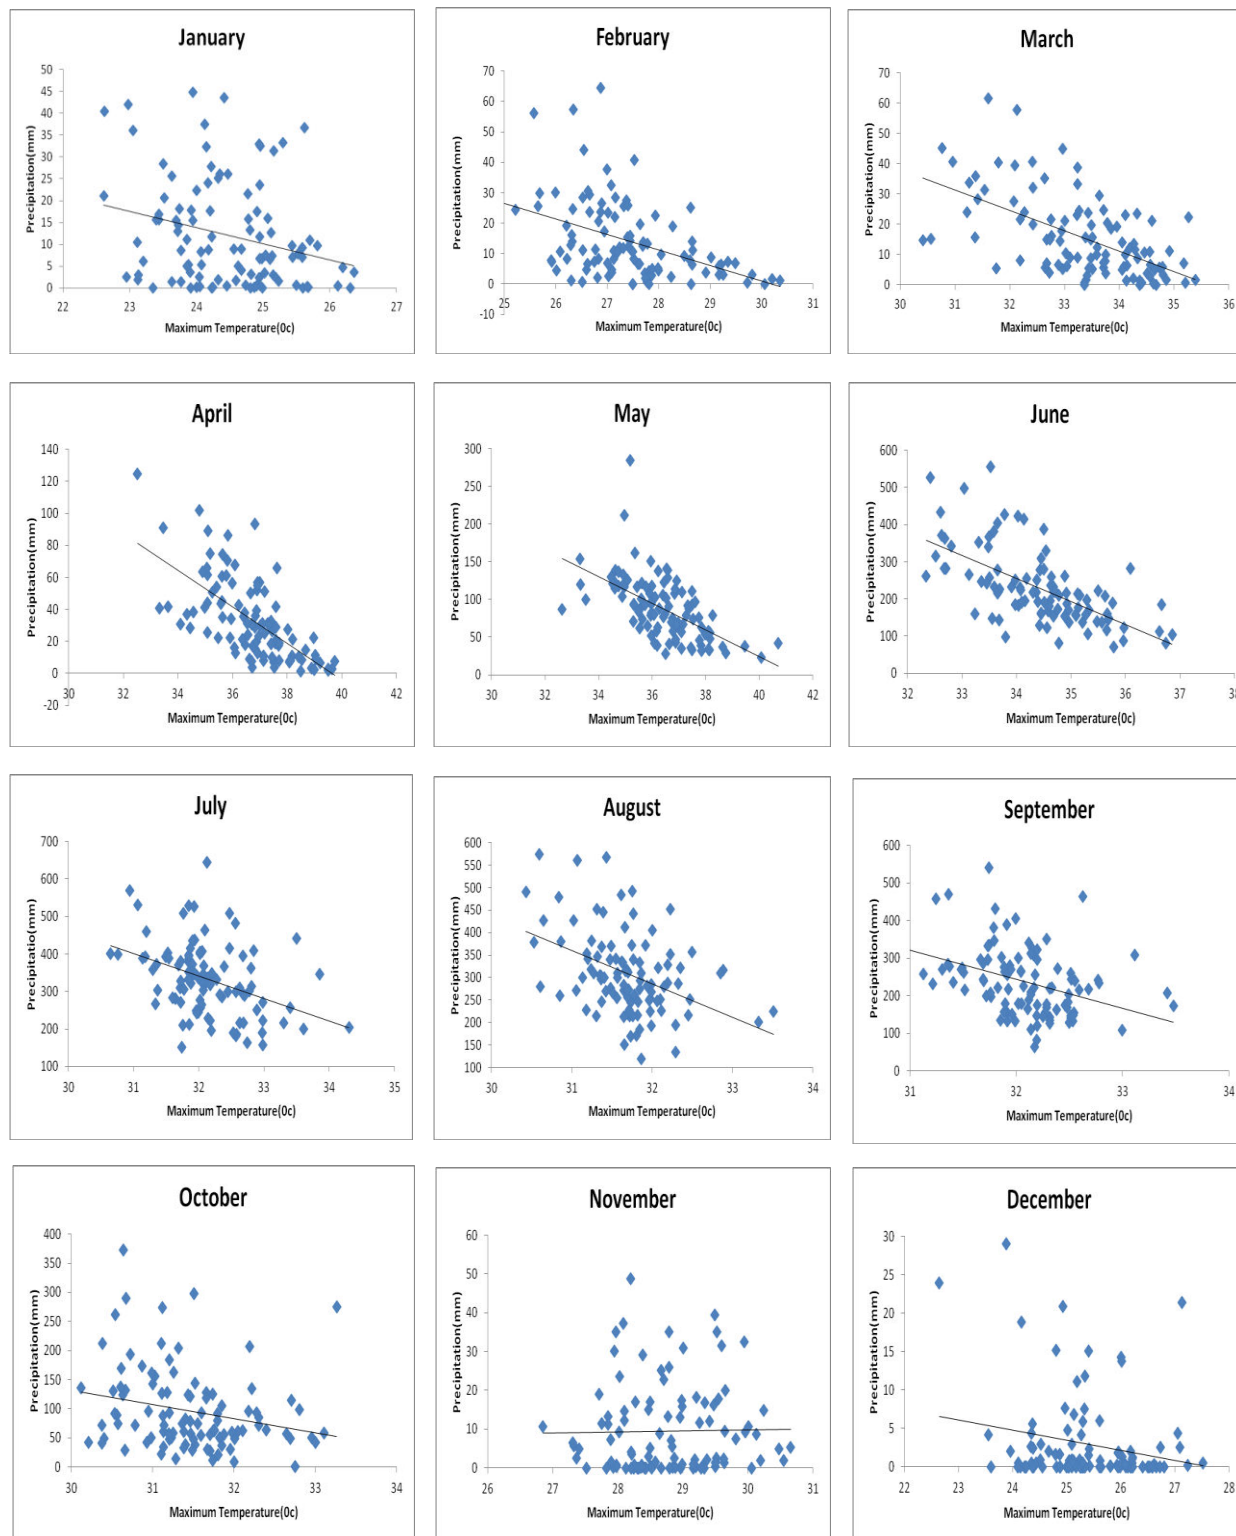 January
50
45
40
35
30
25
20
15
10
5
0
22 23 24 25 26 27
Precipitation(mm)
Maximum Temperature(0c)
February
70
60
50
40
30
20
10
0
-10
25 26 27 28 29 30 31
Precipitation(mm)
Maximum Temperature(0c)
March
70
60
50
40
30
20
10
0
30 31 32 33 34 35 36
Precipitation(mm)
Maximum Temperature(0c)
April
140
120
100
80
60
40
20
0
-20
30 32 34 36 38 40 42
Precipitation(mm)
Maximum Temperature(0c)
May
300
250
200
150
100
50
0
30 32 34 36 38 40 42
Precipitation(mm)
Maximum Temperature(0c)
June
600
500
400
300
200
100
0
32 33 34 35 36 37 38
Precipitation(mm)
Maximum Temperature(0c)
July
700
600
500
400
300
200
100
30 31 32 33 34 35
Precipitatio(mm)
Maximum Temperature(0c)
August
600
550
500
450
400
350
300
250
200
150
100
30 31 32 33 34
Precipitation(mm)
Maximum Temperature(0c)
September
600
500
400
300
200
100
0
31 32 33 34
Precipitation(mm)
Maximum Temperature(0c)
October
400
350
300
250
200
150
100
50
0
30 31 32 33 34
Precipitation(mm)
Maximum Temperature(0c)
November
60
50
40
30
20
10
0
26 27 28 29 30 31
Precipitation(mm)
Maximum Temperature(0c)
December
30
25
20
15
10
5
0
22 23 24 25 26 27 28
Precipitation(mm)
Maximum Temperature(0c)